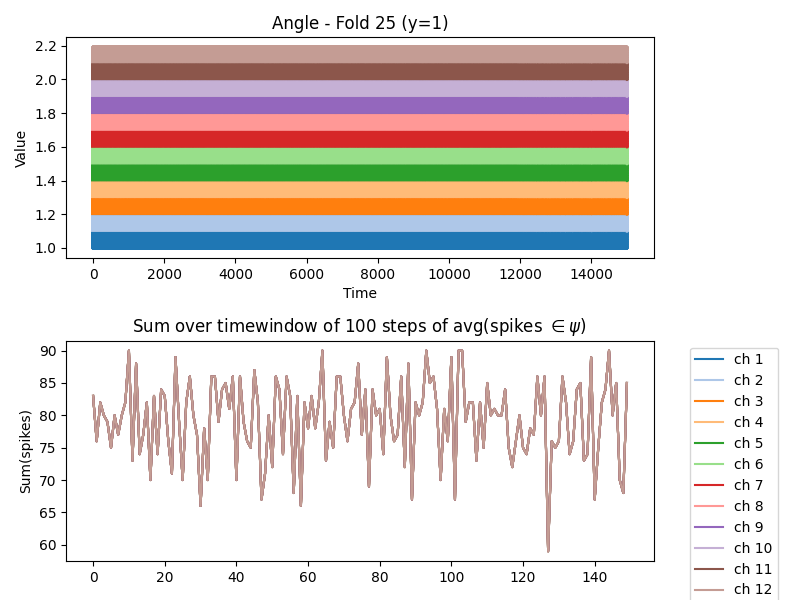 Angle - Fold 25 (y=1)
2.2
2.0
1.8
1.6
1.4
1.2
1.0
Value
0 2000 4000 6000 8000 10000 12000 14000
Time
Sum over timewindow of 100 steps of avg(spikes ∈ ψ)
90
85
80
75
70
65
60
Sum(spikes)
0 20 40 60 80 100 120 140
ch 1
ch 2
ch 3
ch 4
ch 5
ch 6
ch 7
ch 8
ch 9
ch 10
ch 11
ch 12